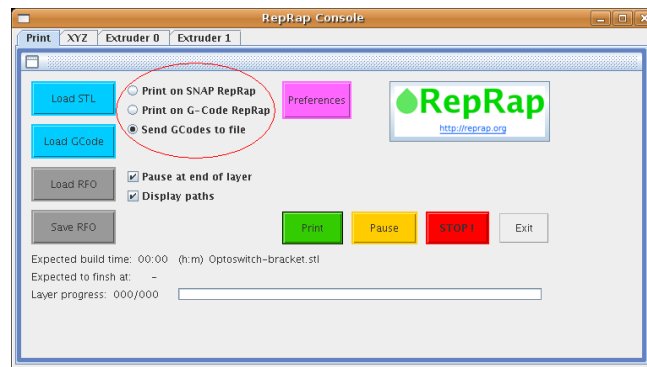 RepRap Console
Print XYZ Extruder 0 Extruder 1
Load STL
Print on SNAP RepRap
Print on G-Code RepRap
Send GCodes to file
Preferences
RepRap
http://reprap.org
Load GCode
Load RFO
Pause at end of layer
Display paths
Save RFO
Print
Pause
STOP !
Exit
Expected build time: 00:00 (h:m) Optoswitch-bracket.stl
Expected to finsh at: -
Layer progress: 000/000